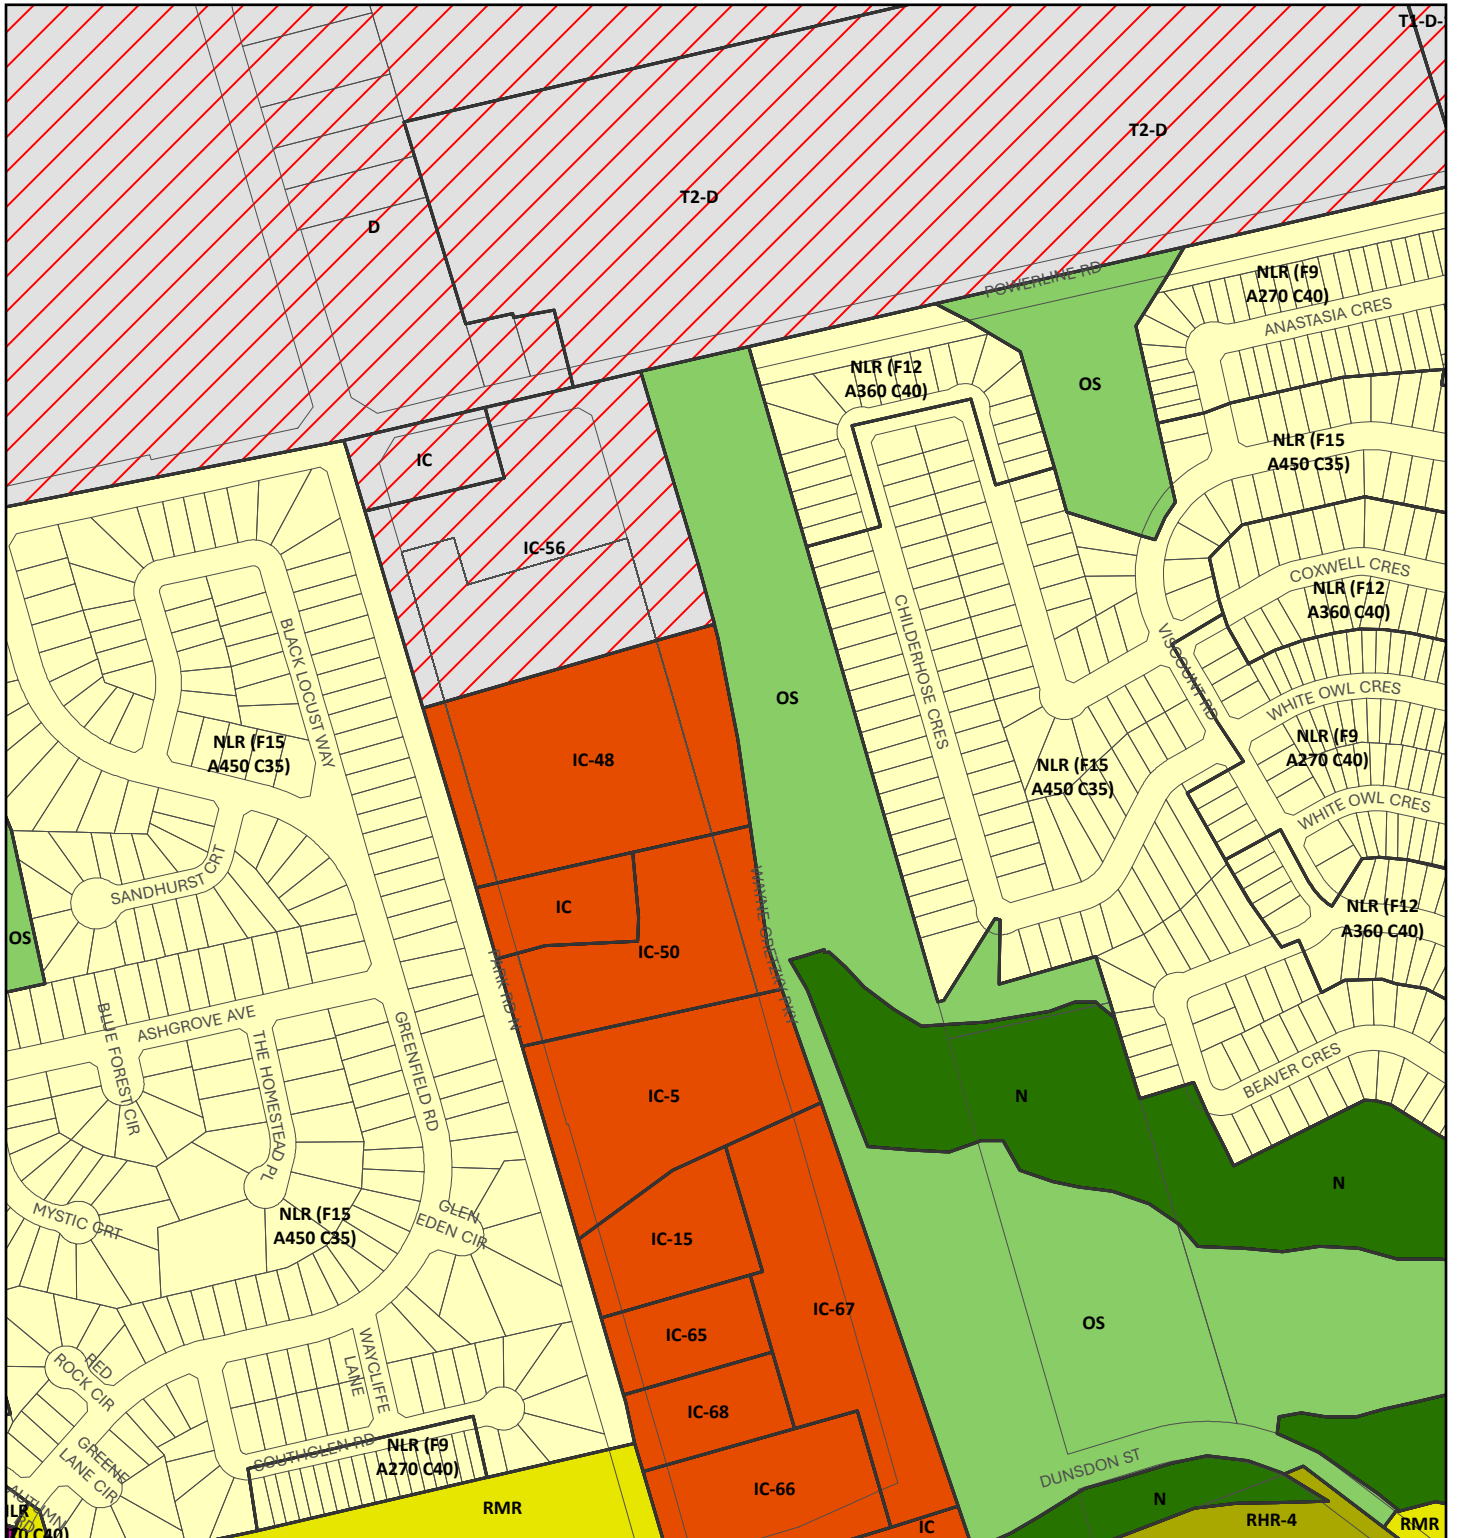 T1-D-
T2-D
T2-D
D
POWERLINE RD
NLR (F9
A270 C40)
ANASTASIA CRES
NLR (F12
A360 C40)
OS
NLR (F15
A450 C35)
IC
IC-56
COXWELL CRES
NLR (F12
A360 C40)
BLACK LOCUST WAY
CHILDERHOSE CRES
VISCOUNT RD
OS
WHITE OWL CRES
NLR (F15
A450 C35)
IC-48
NLR (F9
A270 C40)
NLR (F15
A450 C35)
WHITE OWL CRES
SANDHURST CRT
IC
WAYNE GRETZKY PKY
NLR (F12
A360 C40)
OS
IC-50
PARK RD N
ASHGROVE AVE
BLUE FOREST CIR
THE HOMESTEAD PL
GREENFIELD RD
IC-5
N
BEAVER CRES
N
MYSTIC CRT
NLR (F15
A450 C35)
GLEN
EDEN CIR
IC-15
IC-67
OS
IC-65
RED
ROCK CIR
WAYCLIFFE
LANE
IC-68
SOUTHGLEN RD
NLR (F9
A270 C40)
GREENE
LANE CIR
DUNSDON ST
IC-66
N
AUTUMN
RMR
IC
RHR-4
RMR